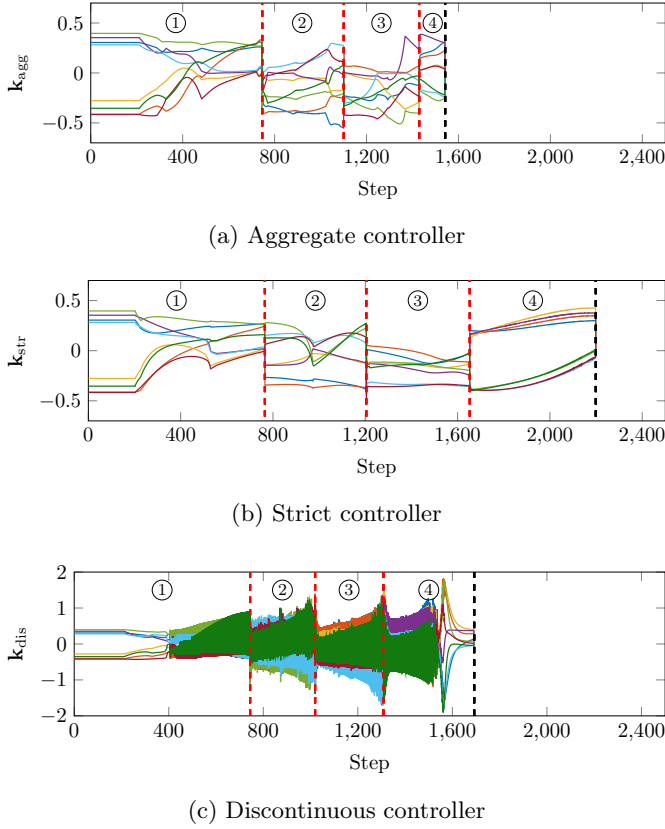 0.5
0
−0.5
k_agg
① ② ③ ④
0 400 800 1,200 1,600 2,000 2,400
Step
(a) Aggregate controller
0.5
0
−0.5
k_str
① ② ③ ④
0 400 800 1,200 1,600 2,000 2,400
Step
(b) Strict controller
2
1
0
−1
−2
k_dis
① ② ③ ④
0 400 800 1,200 1,600 2,000 2,400
Step
(c) Discontinuous controller